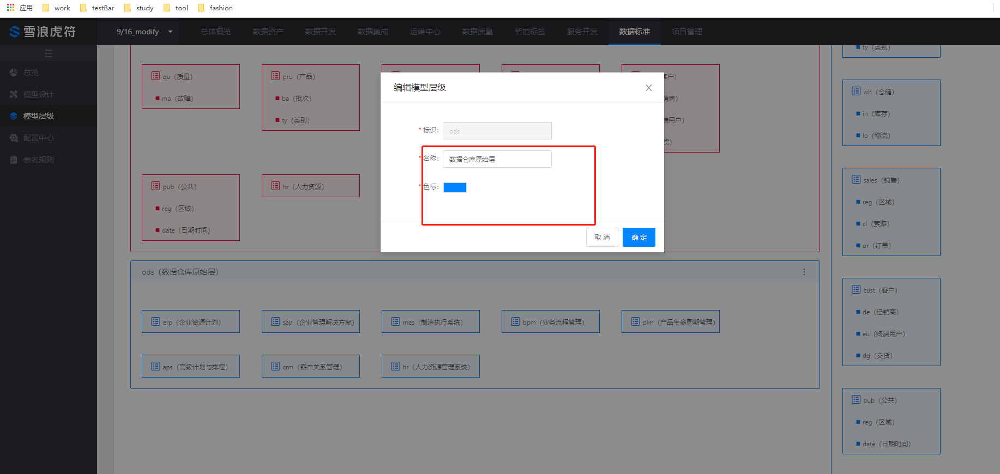 应用 work testBar study tool fashion
雪浪虎符 9/16_modify 总体概览 数据资产 数据开发 数据集成 运维中心 数据质量 智能标签 服务开发 数据标准 项目管理
总览
模型设计
模型层级
配置中心
表名规则
qu（质量）
ma（故障）
pro（产品）
ba（批次）
ty（类别）
客户）
销商）
端用户）
货）
pub（公共）
reg（区域）
date（日期时间）
hr（人力资源）
编辑模型层级
* 标识： ods
* 名称： 数据仓库原始层
* 色标：
取 消 确 定
ods（数据仓库原始层）
erp（企业资源计划）
sap（企业管理解决方案）
mes（制造执行系统）
bpm（业务流程管理）
plm（产品生命周期管理）
aps（高级计划与排程）
crm（客户关系管理）
hr（人力资源管理系统）
ty（类别）
wh（仓储）
in（库存）
lo（物流）
sales（销售）
reg（区域）
cl（索赔）
or（订单）
cust（客户）
de（经销商）
eu（终端用户）
dg（交货）
pub（公共）
reg（区域）
date（日期时间）